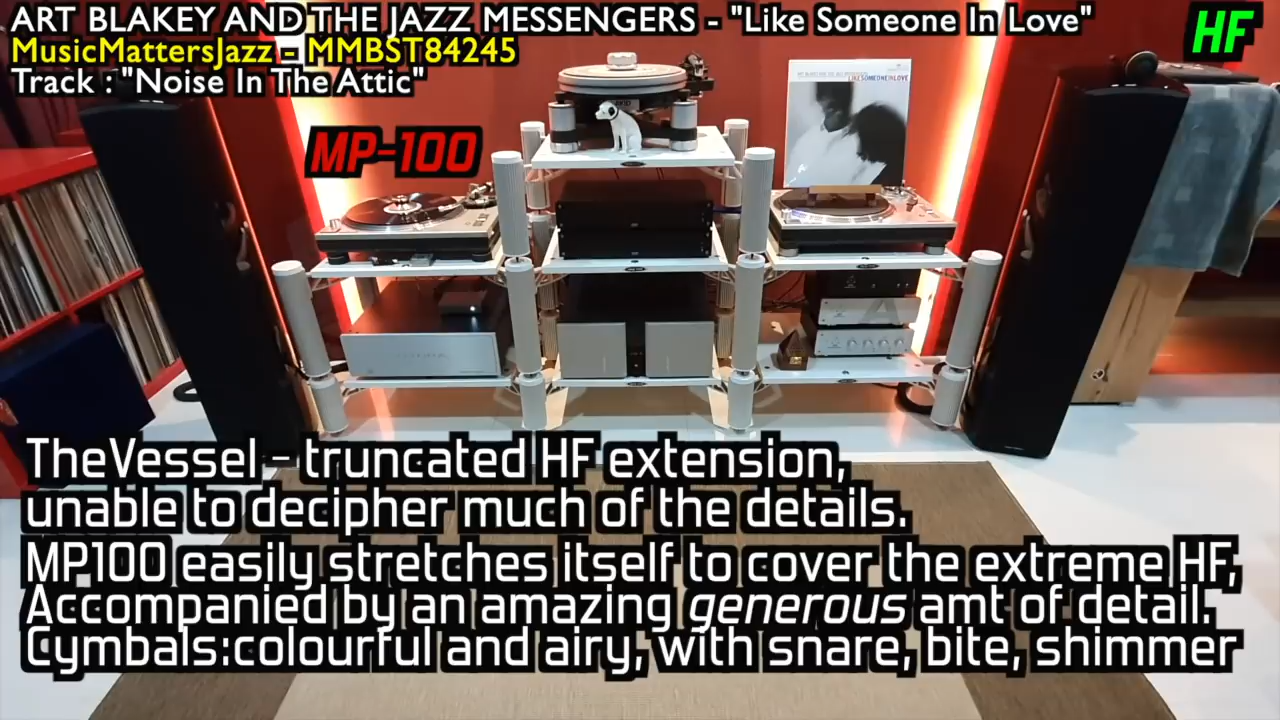 ART BLAKEY AND THE JAZZ MESSENGERS - "Like Someone In Love"
HF
MusicMattersJazz - MMBST84245
Track : "Noise In The Attic"
MP-100
LIKESOMEONEINLOVE
TheVessel - truncated HF extension,
unable to decipher much of the details.
MP100 easily stretches itself to cover the extreme HF,
Accompanied by an amazing generous amt of detail.
Cymbals:colourful and airy, with snare, bite, shimmer